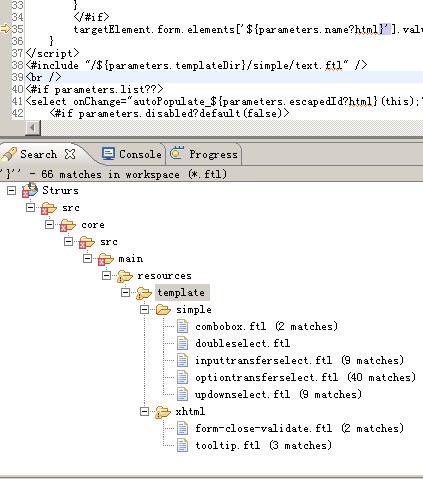 33 }
34 </#if>
35 targetElement.form.elements['${parameters.name?html}'].valu
36 }
37 </script>
38 <#include "/${parameters.templateDir}/simple/text.ftl" />
39 <br />
40 <#if parameters.list??>
41 <select onChange="autoPopulate_${parameters.escapedId?html}(this);"
42 <#if parameters.disabled?default(false)>
Search Console Progress
'}'' - 66 matches in workspace (*.ftl)
Struts
src
core
src
main
resources
template
simple
combobox.ftl (2 matches)
doubleselect.ftl
inputtransferselect.ftl (9 matches)
optiontransferselect.ftl (40 matches)
updownselect.ftl (9 matches)
xhtml
form-close-validate.ftl (2 matches)
tooltip.ftl (3 matches)